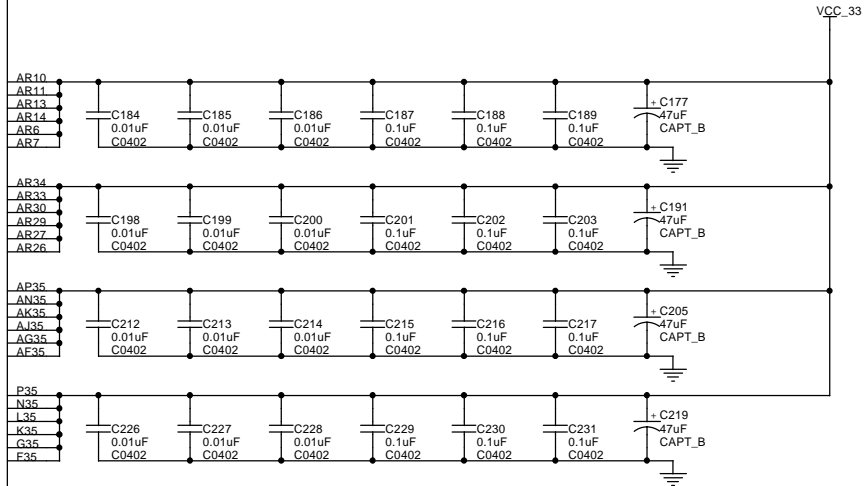 VCC_33
AR10
AR11
AR13
AR14
AR6
AR7
C184 C185 C186 C187 C188 C189 + C177
0.01uF 0.01uF 0.01uF 0.1uF 0.1uF 0.1uF 47uF
C0402 C0402 C0402 C0402 C0402 C0402 CAPT_B
AR34
AR33
AR30
AR29
AR27
AR26
C198 C199 C200 C201 C202 C203 + C191
0.01uF 0.01uF 0.01uF 0.1uF 0.1uF 0.1uF 47uF
C0402 C0402 C0402 C0402 C0402 C0402 CAPT_B
AP35
AN35
AK35
AJ35
AG35
AF35
C212 C213 C214 C215 C216 C217 + C205
0.01uF 0.01uF 0.01uF 0.1uF 0.1uF 0.1uF 47uF
C0402 C0402 C0402 C0402 C0402 C0402 CAPT_B
P35
N35
L35
K35
G35
F35
C226 C227 C228 C229 C230 C231 + C219
0.01uF 0.01uF 0.01uF 0.1uF 0.1uF 0.1uF 47uF
C0402 C0402 C0402 C0402 C0402 C0402 CAPT_B